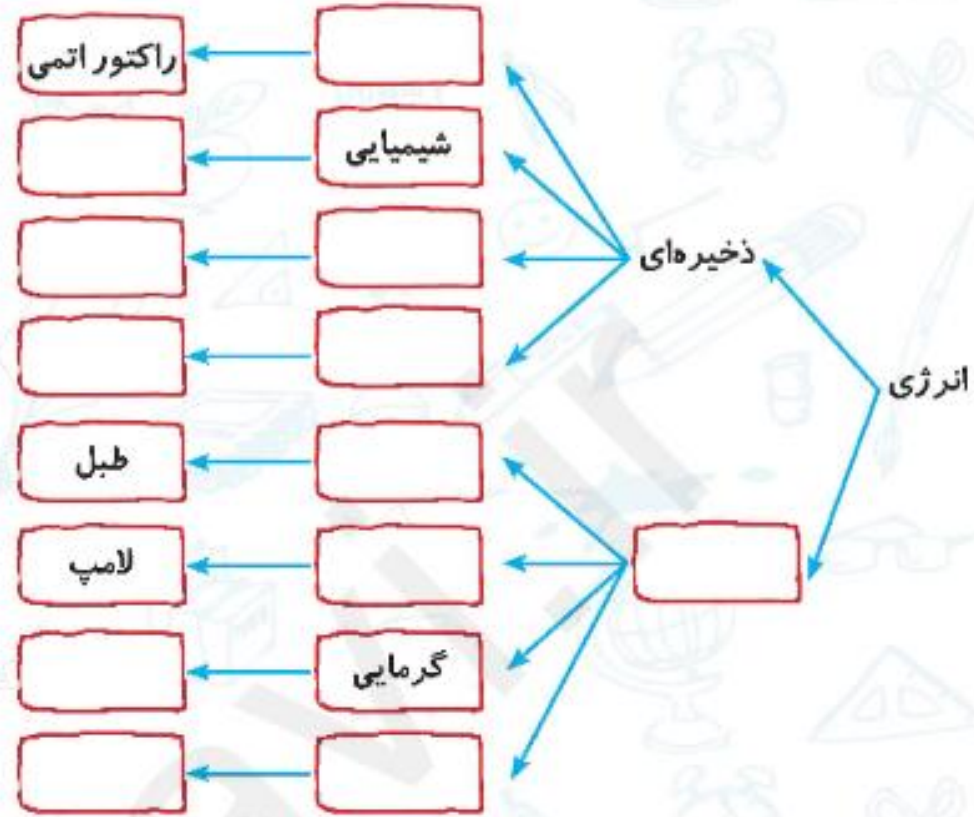 راکتور اتمی
شیمیایی
ذخیره‌ای
انرژی
طبل
لامپ
گرمایی